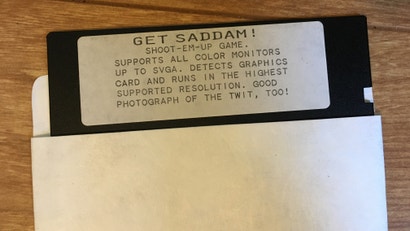 GET SADDAM!
SHOOT-EM-UP GAME.
SUPPORTS ALL COLOR MONITORS
UP TO SVGA. DETECTS GRAPHICS
CARD AND RUNS IN THE HIGHEST
SUPPORTED RESOLUTION. GOOD
PHOTOGRAPH OF THE TWIT, TOO!